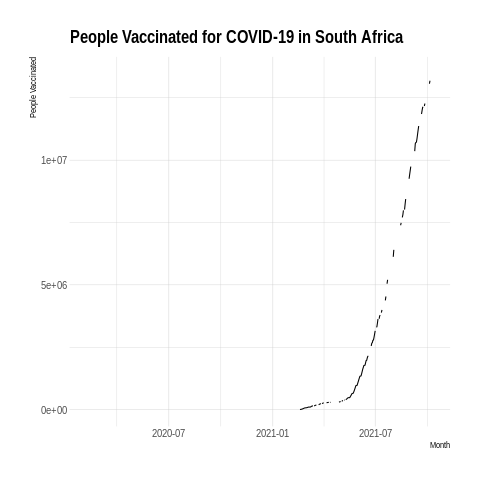 People Vaccinated for COVID-19 in South Africa
People Vaccinated
1e+07
5e+06
0e+00
2020-07 2021-01 2021-07
Month